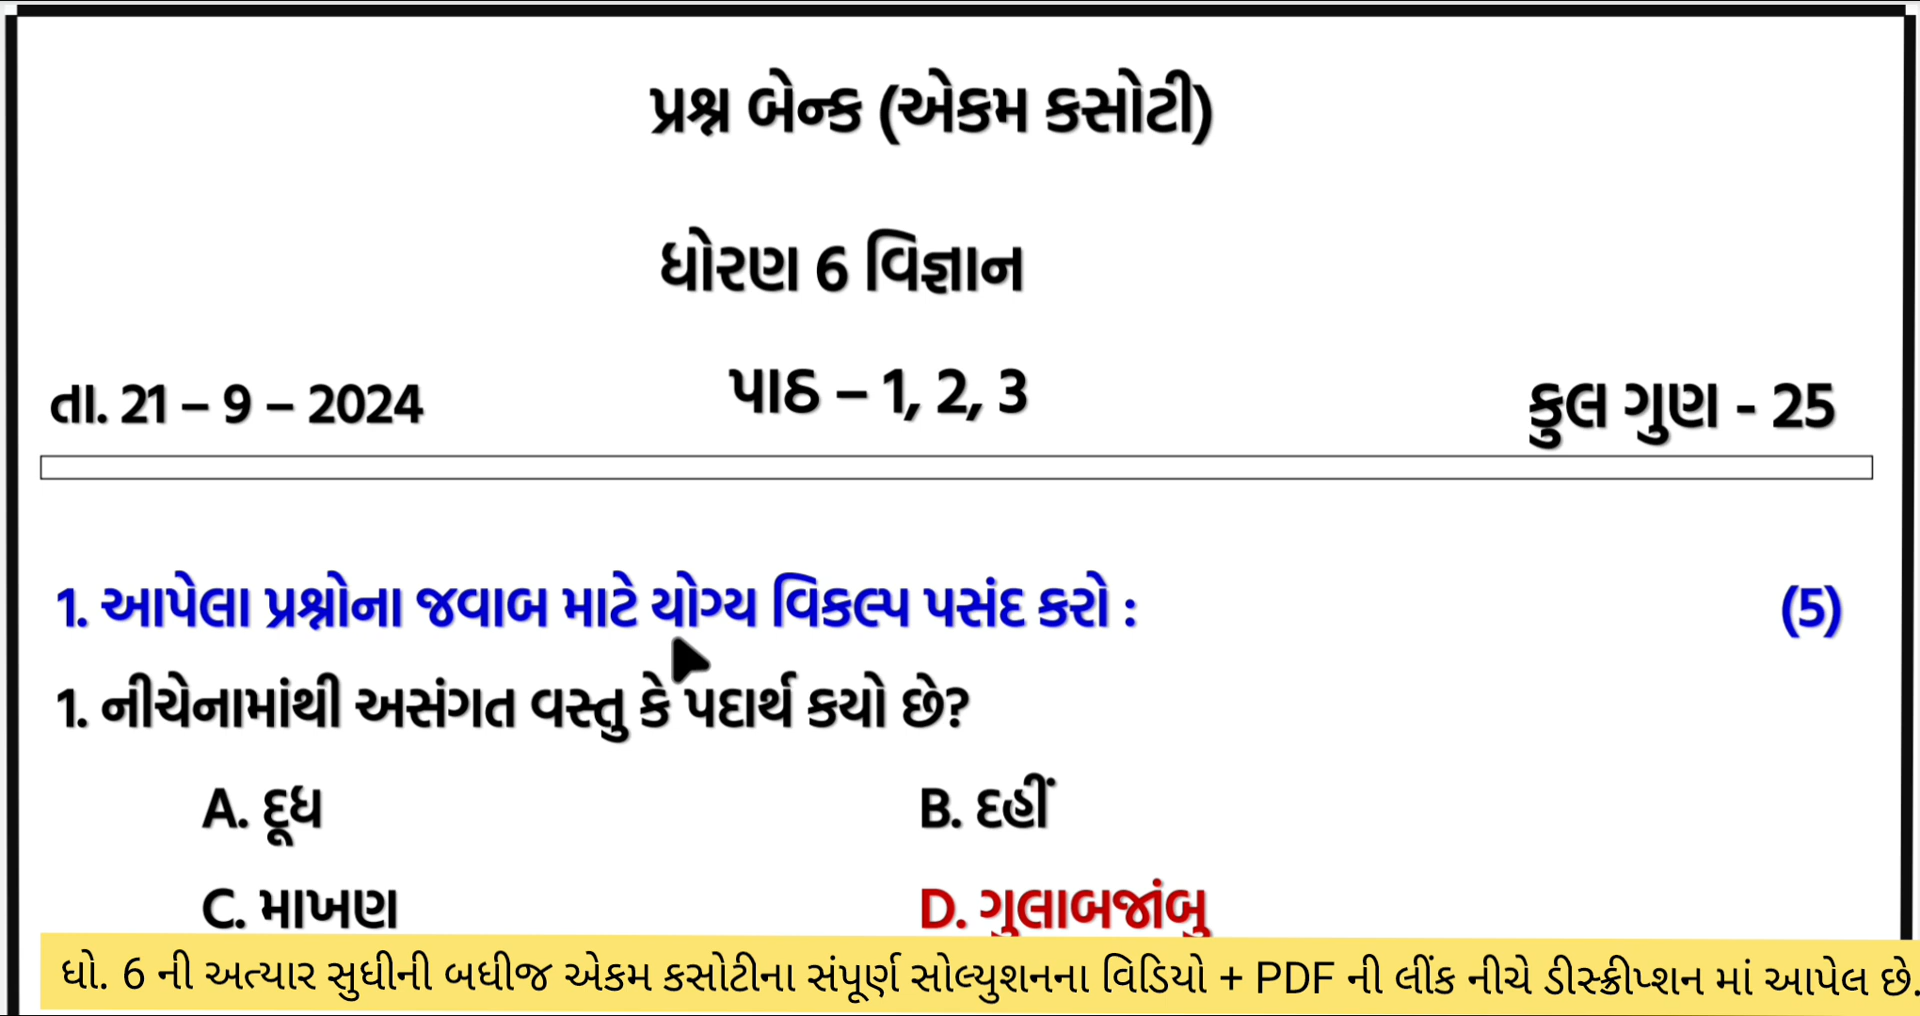 પ્રશ્ન બેન્ક (એકમ કસોટી)
ધોરણ 6 વિજ્ઞાન
તા. 21 – 9 – 2024 પાઠ – 1, 2, 3 કુલ ગુણ - 25
1. આપેલા પ્રશ્નોના જવાબ માટે યોગ્ય વિકલ્પ પસંદ કરો : (5)
1. નીચેનામાંથી અસંગત વસ્તુ કે પદાર્થ કયો છે?
A. દૂધ B. દહીં
C. માખણ D. ગુલાબજાંબુ
ધો. 6 ની અત્યાર સુધીની બધીજ એકમ કસોટીના સંપૂર્ણ સોલ્યુશનના વિડિયો + PDF ની લીંક નીચે ડીસ્ક્રીપ્શન માં આપેલ છે.